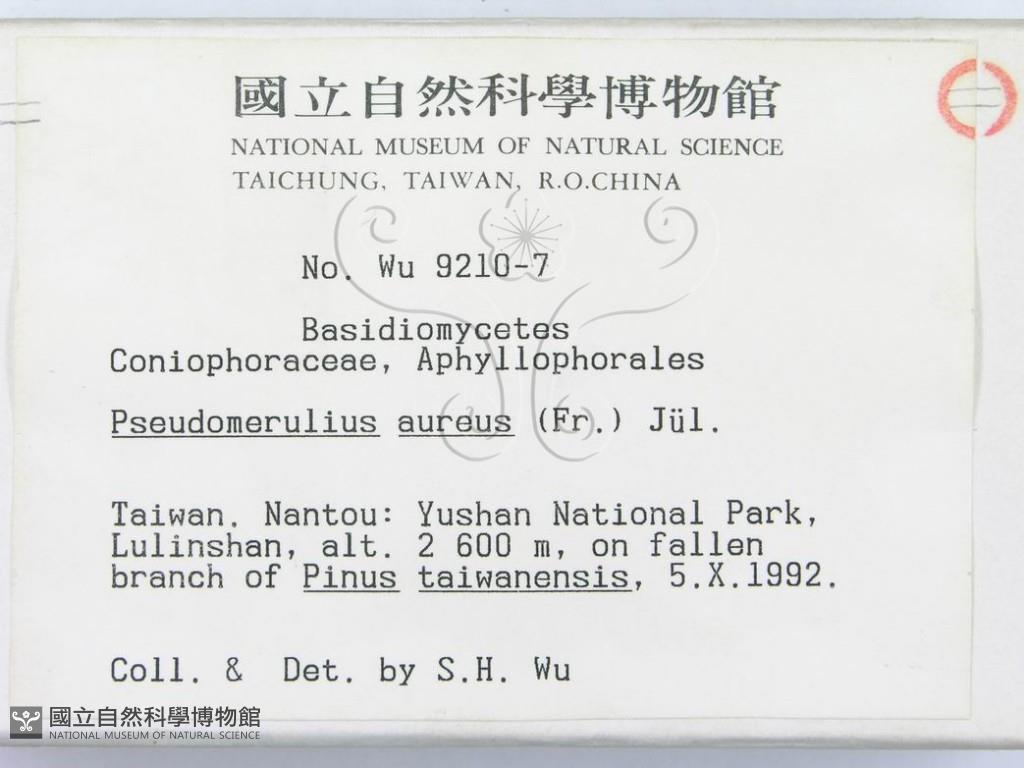 國立自然科學博物館
NATIONAL MUSEUM OF NATURAL SCIENCE
TAICHUNG, TAIWAN, R.O.CHINA
No. Wu 9210-7
Basidiomycetes
Coniophoraceae, Aphyllophorales
Pseudomerulius aureus (Fr.) Jül.
Taiwan. Nantou: Yushan National Park,
Lulinshan, alt. 2 600 m, on fallen
branch of Pinus taiwanensis, 5.X.1992.
Coll. & Det. by S.H. Wu
國立自然科學博物館
NATIONAL MUSEUM OF NATURAL SCIENCE